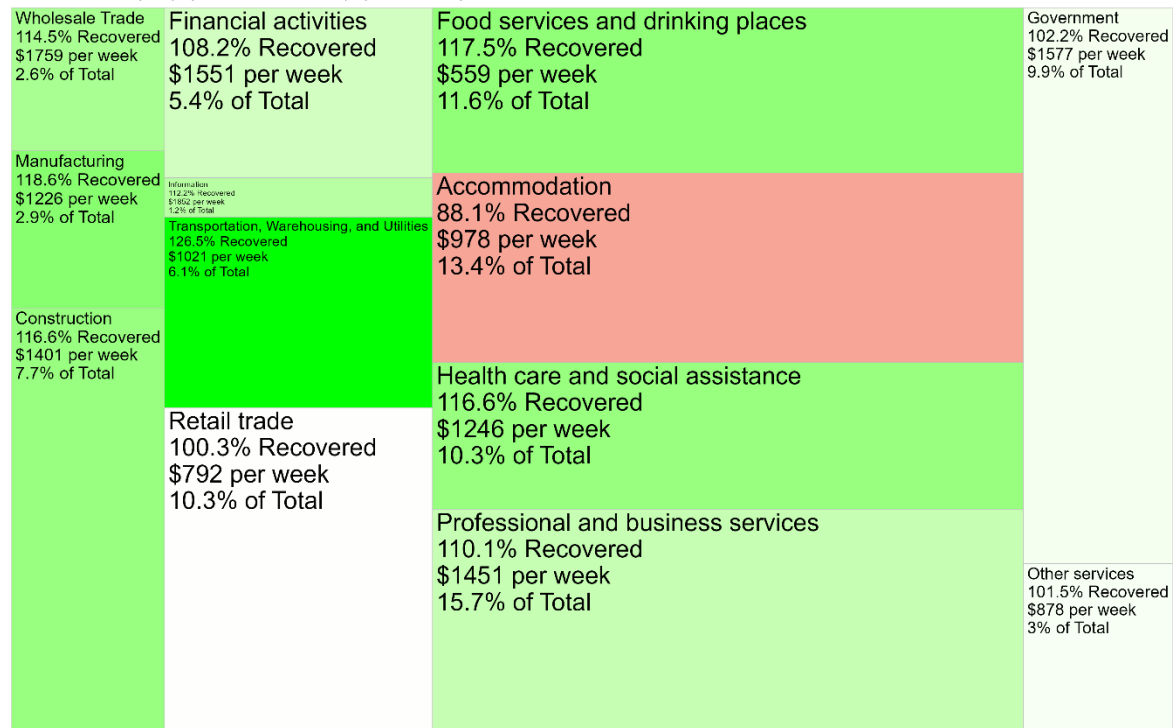 Wholesale Trade
114.5% Recovered
$1759 per week
2.6% of Total
Manufacturing
118.6% Recovered
$1226 per week
2.9% of Total
Construction
116.6% Recovered
$1401 per week
7.7% of Total
Financial activities
108.2% Recovered
$1551 per week
5.4% of Total
Information
112.2% Recovered
$1852 per week
1.2% of Total
Transportation, Warehousing, and Utilities
126.5% Recovered
$1021 per week
6.1% of Total
Retail trade
100.3% Recovered
$792 per week
10.3% of Total
Food services and drinking places
117.5% Recovered
$559 per week
11.6% of Total
Accommodation
88.1% Recovered
$978 per week
13.4% of Total
Health care and social assistance
116.6% Recovered
$1246 per week
10.3% of Total
Professional and business services
110.1% Recovered
$1451 per week
15.7% of Total
Government
102.2% Recovered
$1577 per week
9.9% of Total
Other services
101.5% Recovered
$878 per week
3% of Total